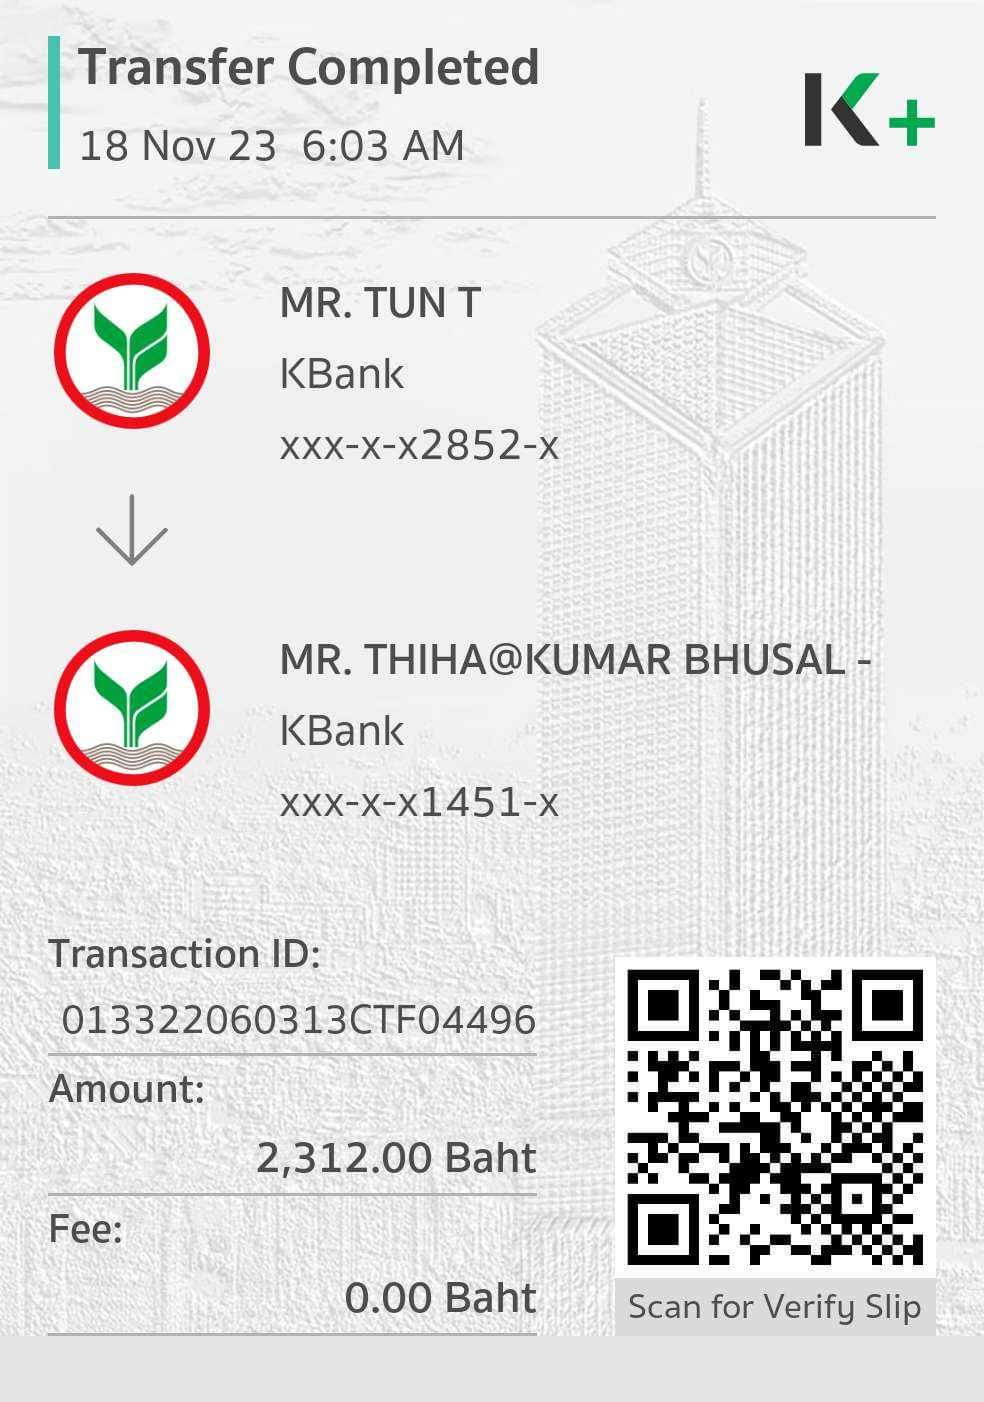 Transfer Completed
18 Nov 23 6:03 AM
K+
MR. TUN T
KBank
xxx-x-x2852-x
MR. THIHA@KUMAR BHUSAL -
KBank
xxx-x-x1451-x
Transaction ID:
013322060313CTF04496
Amount:
2,312.00 Baht
Fee:
0.00 Baht
Scan for Verify Slip